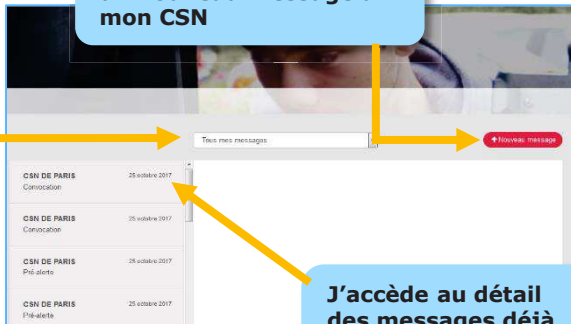 mon CSN
Tous mes messages
+Nouveau message
CSN DE PARIS 25 octobre 2017
Convocation
CSN DE PARIS 25 octobre 2017
Convocation
CSN DE PARIS 25 octobre 2017
Pré-alerte
CSN DE PARIS 25 octobre 2017
Pré-alerte
J’accède au détail
des messages déjà